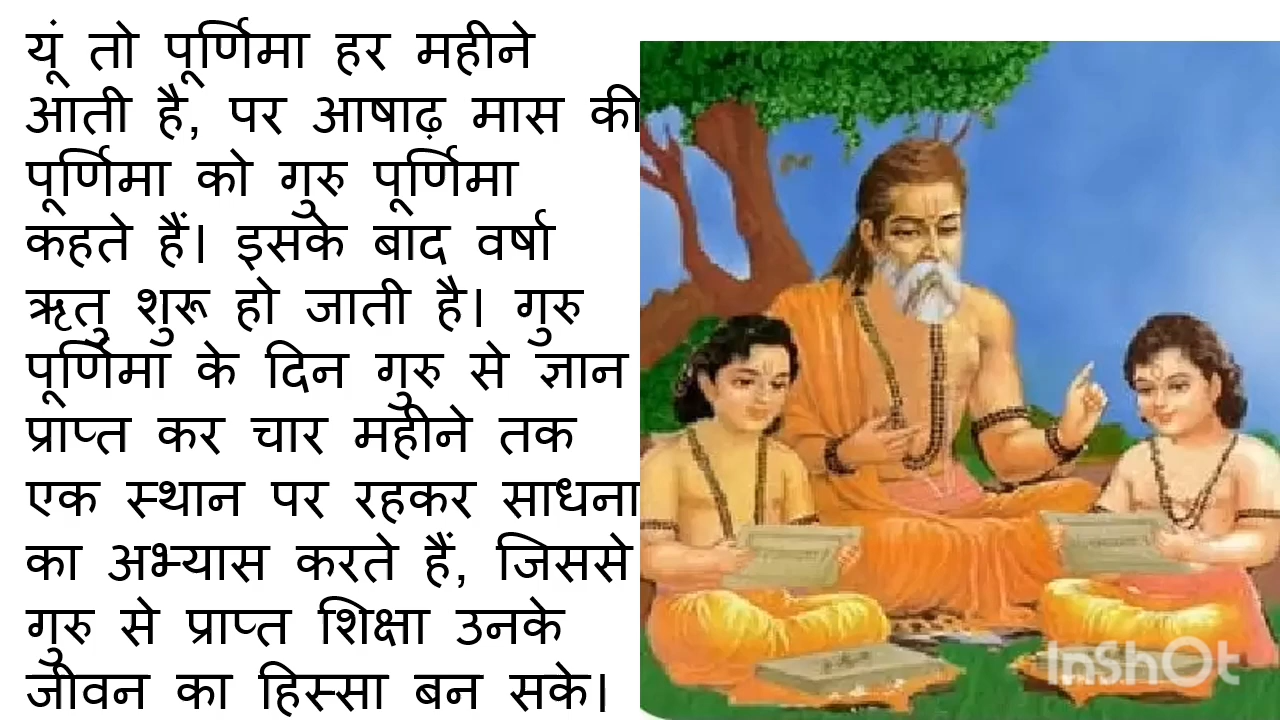 यूं तो पूर्णिमा हर महीने
आती है, पर आषाढ़ मास की
पूर्णिमा को गुरु पूर्णिमा
कहते हैं। इसके बाद वर्षा
ऋतु शुरू हो जाती है। गुरु
पूर्णिमा के दिन गुरु से ज्ञान
प्राप्त कर चार महीने तक
एक स्थान पर रहकर साधना
का अभ्यास करते हैं, जिससे
गुरु से प्राप्त शिक्षा उनके
जीवन का हिस्सा बन सके।
InShOt